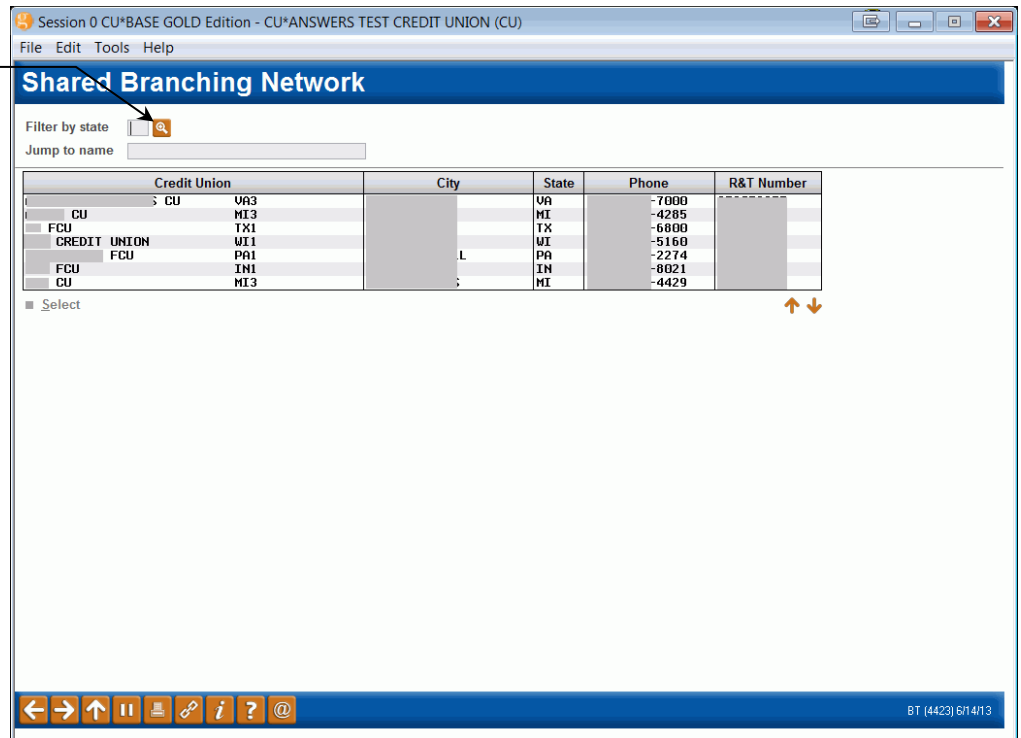 Session 0 CU*BASE GOLD Edition - CU*ANSWERS TEST CREDIT UNION (CU)
File Edit Tools Help
Shared Branching Network
Filter by state
Jump to name
Credit Union City State Phone R&T Number
CU VA3 VA -7000
CU MI3 MI -4285
FCU TX1 TX -6800
CREDIT UNION WI1 WI -5160
FCU PA1 L PA -2274
FCU IN1 IN -8021
CU MI3 MI -4429
Select
BT (4423) 6/14/13